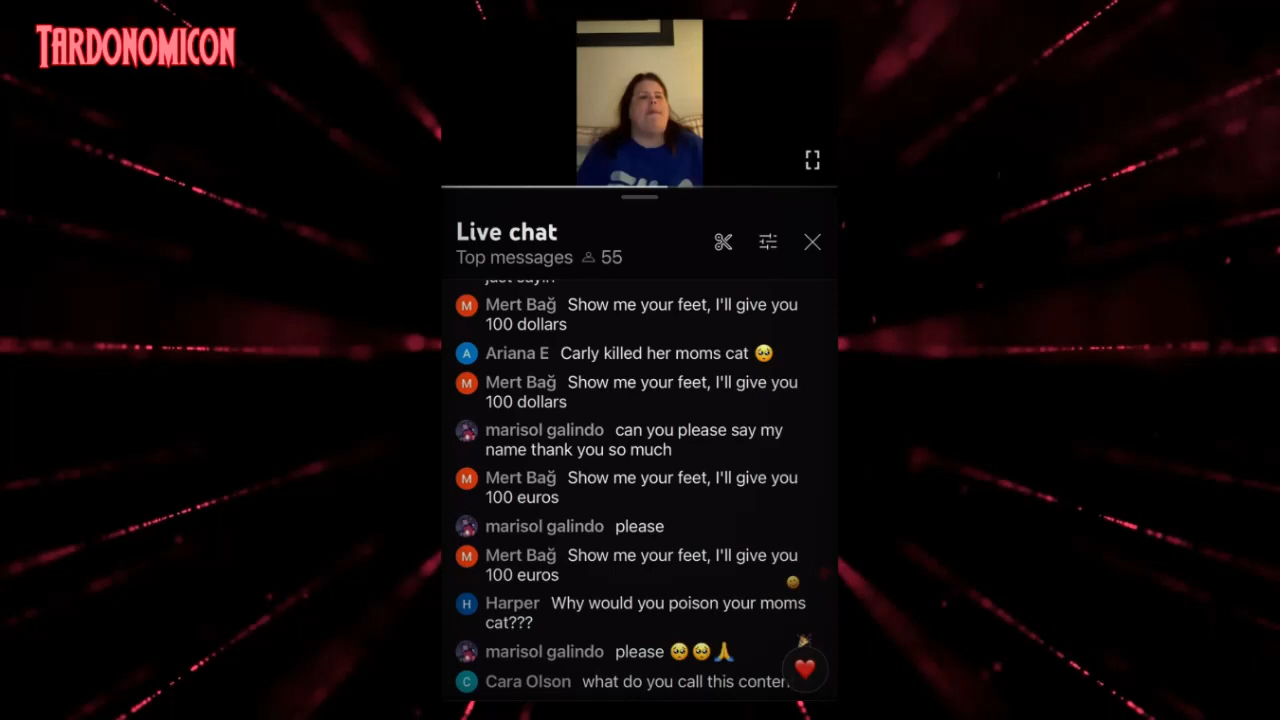 TARDONOMICON
Live chat
Top messages 55
just sayin
M Mert Bağ Show me your feet, I'll give you
100 dollars
A Ariana E Carly killed her moms cat 🥺
M Mert Bağ Show me your feet, I'll give you
100 dollars
marisol galindo can you please say my
name thank you so much
M Mert Bağ Show me your feet, I'll give you
100 euros
marisol galindo please
M Mert Bağ Show me your feet, I'll give you
100 euros
H Harper Why would you poison your moms
cat???
marisol galindo please 🥺🥺🙏
C Cara Olson what do you call this